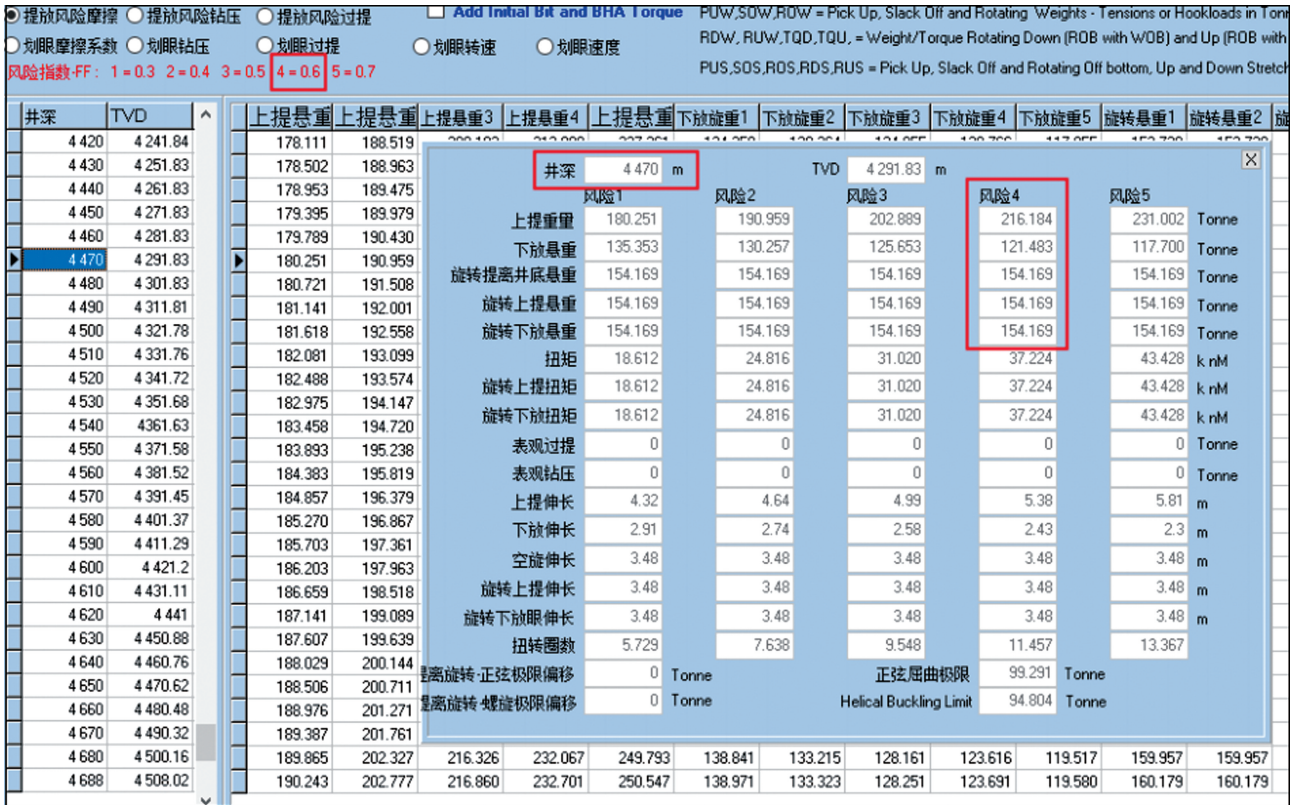 提放风险摩擦 提放风险钻压 提放风险过提 Add Initial Bit and BHA Torque PUW,SOW,ROW = Pick Up, Slack Off and Rotating Weights - Tensions or Hookloads in Tonn
划眼摩擦系数 划眼钻压 划眼过提 划眼转速 划眼速度 RDW, RUW,TQD,TQU, = Weight/Torque Rotating Down (ROB with WOB) and Up (ROB with
风险指数-FF: 1=0.3 2=0.4 3=0.5 4=0.6 5=0.7 PUS,SOS,ROS,RDS,RUS = Pick Up, Slack Off and Rotating Off bottom, Up and Down Stretch
井深 TVD 上提悬重 上提悬重 上提悬重3 上提悬重4 上提悬重 下放旋重1 下放旋重2 下放旋重3 下放旋重4 下放旋重5 旋转悬重1 旋转悬重2
4 420 4 241.84 178.111 188.519
4 430 4 251.83 178.502 188.963
4 440 4 261.83 178.953 189.475
4 450 4 271.83 179.395 189.979
4 460 4 281.83 179.789 190.430
4 470 4 291.83 180.251 190.959
4 480 4 301.83 180.721 191.508
4 490 4 311.81 181.141 192.001
4 500 4 321.78 181.618 192.558
4 510 4 331.76 182.081 193.099
4 520 4 341.72 182.488 193.574
4 530 4 351.68 182.975 194.147
4 540 4361.63 183.458 194.720
4 550 4 371.58 183.893 195.238
4 560 4 381.52 184.383 195.819
4 570 4 391.45 184.857 196.379
4 580 4 401.37 185.270 196.867
4 590 4 411.29 185.703 197.361
4 600 4 421.2 186.203 197.963
4 610 4 431.11 186.659 198.518
4 620 4 441 187.141 199.089
4 630 4 450.88 187.607 199.639
4 640 4 460.76 188.029 200.144
4 650 4 470.62 188.506 200.711
4 660 4 480.48 188.976 201.271
4 670 4 490.32 189.387 201.761
4 680 4 500.16 189.865 202.327 216.326 232.067 249.793 138.841 133.215 128.161 123.616 119.517 159.957 159.957
4 688 4 508.02 190.243 202.777 216.860 232.701 250.547 138.971 133.323 128.251 123.691 119.580 160.179 160.179
井深 4 470 m TVD 4 291.83 m X
风险1 风险2 风险3 风险4 风险5
上提重量 180.251 190.959 202.889 216.184 231.002 Tonne
下放悬重 135.353 130.257 125.653 121.483 117.700 Tonne
旋转提离井底悬重 154.169 154.169 154.169 154.169 154.169 Tonne
旋转上提悬重 154.169 154.169 154.169 154.169 154.169 Tonne
旋转下放悬重 154.169 154.169 154.169 154.169 154.169 Tonne
扭矩 18.612 24.816 31.020 37.224 43.428 k nM
旋转上提扭矩 18.612 24.816 31.020 37.224 43.428 k nM
旋转下放扭矩 18.612 24.816 31.020 37.224 43.428 k nM
表观过提 0 0 0 0 0 Tonne
表观钻压 0 0 0 0 0 Tonne
上提伸长 4.32 4.64 4.99 5.38 5.81 m
下放伸长 2.91 2.74 2.58 2.43 2.3 m
空旋伸长 3.48 3.48 3.48 3.48 3.48 m
旋转上提伸长 3.48 3.48 3.48 3.48 3.48 m
旋转下放眼伸长 3.48 3.48 3.48 3.48 3.48 m
扭转圈数 5.729 7.638 9.548 11.457 13.367
离旋转-正弦极限偏移 0 Tonne 正弦屈曲极限 99.291 Tonne
离旋转-螺旋极限偏移 0 Tonne Helical Buckling Limit 94.804 Tonne